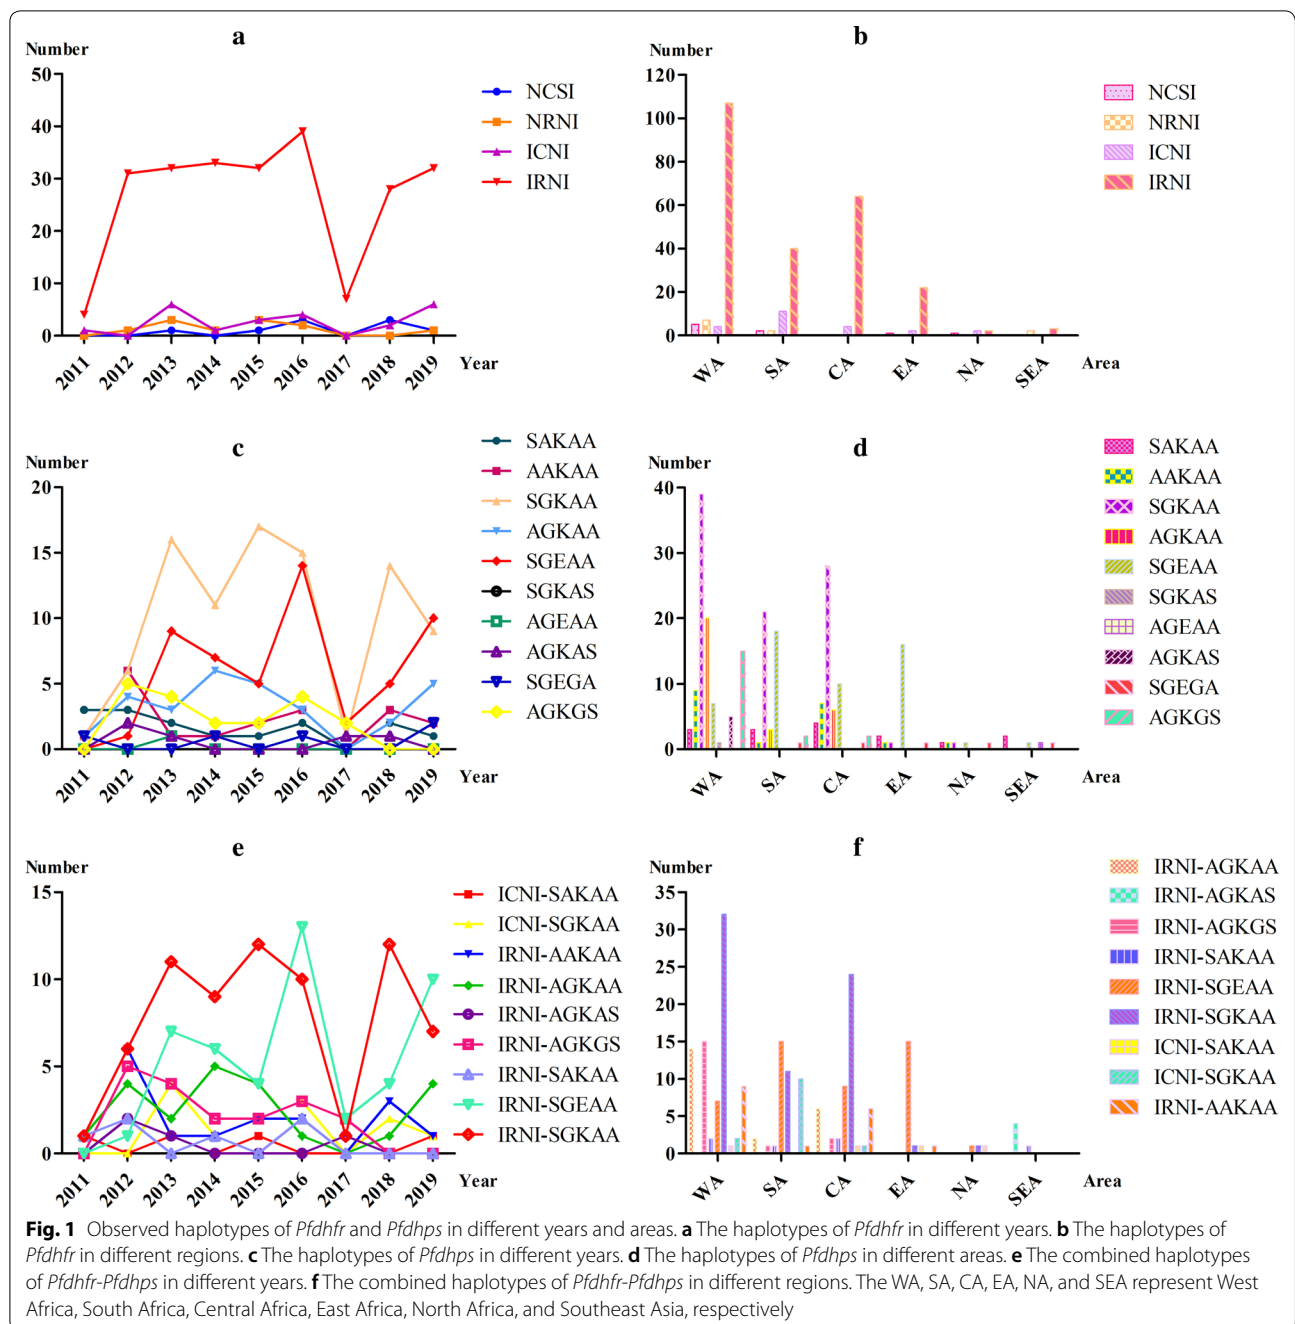 a
Number
50
40
30
20
10
0
2011
2012
2013
2014
2015
2016
2017
2018
2019
Year
NCSI
NRNI
ICNI
IRNI
b
Number
120
100
80
60
40
20
0
WA
SA
CA
EA
NA
SEA
Area
NCSI
NRNI
ICNI
IRNI
c
Number
20
15
10
5
0
2011
2012
2013
2014
2015
2016
2017
2018
2019
Year
SAKAA
AAKAA
SGKAA
AGKAA
SGEAA
SGKAS
AGEAA
AGKAS
SGEGA
AGKGS
d
Number
40
30
20
10
0
WA
SA
CA
EA
NA
SEA
Area
SAKAA
AAKAA
SGKAA
AGKAA
SGEAA
SGKAS
AGEAA
AGKAS
SGEGA
AGKGS
e
Number
15
10
5
0
2011
2012
2013
2014
2015
2016
2017
2018
2019
Year
ICNI-SAKAA
ICNI-SGKAA
IRNI-AAKAA
IRNI-AGKAA
IRNI-AGKAS
IRNI-AGKGS
IRNI-SAKAA
IRNI-SGEAA
IRNI-SGKAA
f
Number
35
30
25
20
15
10
5
0
WA
SA
CA
EA
NA
SEA
Area
IRNI-AGKAA
IRNI-AGKAS
IRNI-AGKGS
IRNI-SAKAA
IRNI-SGEAA
IRNI-SGKAA
ICNI-SAKAA
ICNI-SGKAA
IRNI-AAKAA
Fig. 1 Observed haplotypes of Pfdhfr and Pfdhps in different years and areas. a The haplotypes of Pfdhfr in different years. b The haplotypes of
Pfdhfr in different regions. c The haplotypes of Pfdhps in different years. d The haplotypes of Pfdhps in different areas. e The combined haplotypes
of Pfdhfr-Pfdhps in different years. f The combined haplotypes of Pfdhfr-Pfdhps in different regions. The WA, SA, CA, EA, NA, and SEA represent West
Africa, South Africa, Central Africa, East Africa, North Africa, and Southeast Asia, respectively